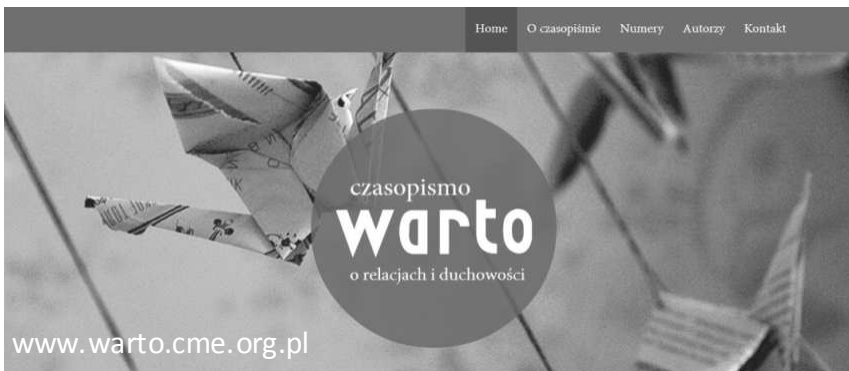 Home O czasopiśmie Numery Autorzy Kontakt
czasopismo
warto
o relacjach i duchowości
www.warto.cme.org.pl